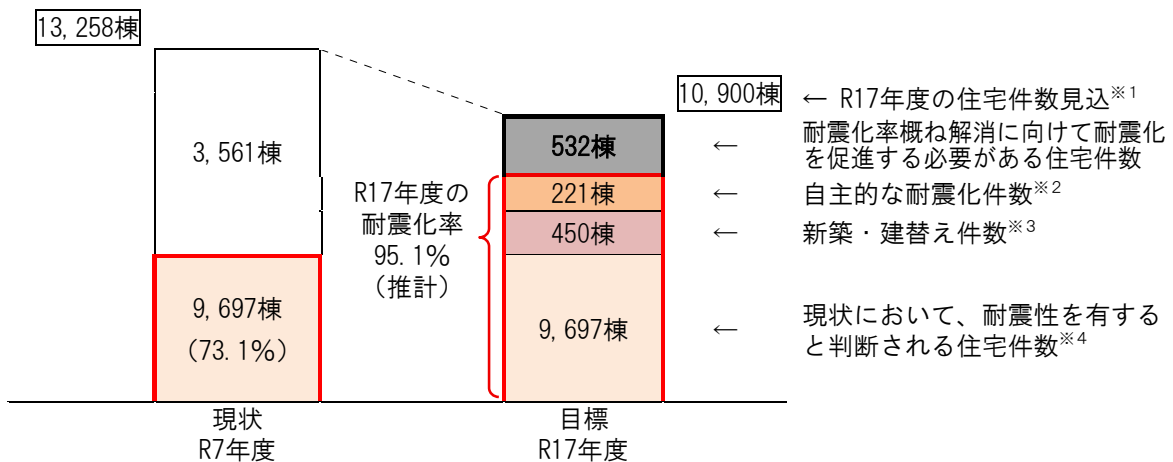 13,258棟
3,561棟
9,697棟
(73.1%)
現状
R7年度
R17年度の
耐震化率
95.1%
(推計)
10,900棟
532棟
221棟
450棟
9,697棟
目標
R17年度
← R17年度の住宅件数見込※1
← 耐震化率概ね解消に向けて耐震化
を促進する必要がある住宅件数
← 自主的な耐震化件数※2
← 新築・建替え件数※3
← 現状において、耐震性を有する
と判断される住宅件数※4